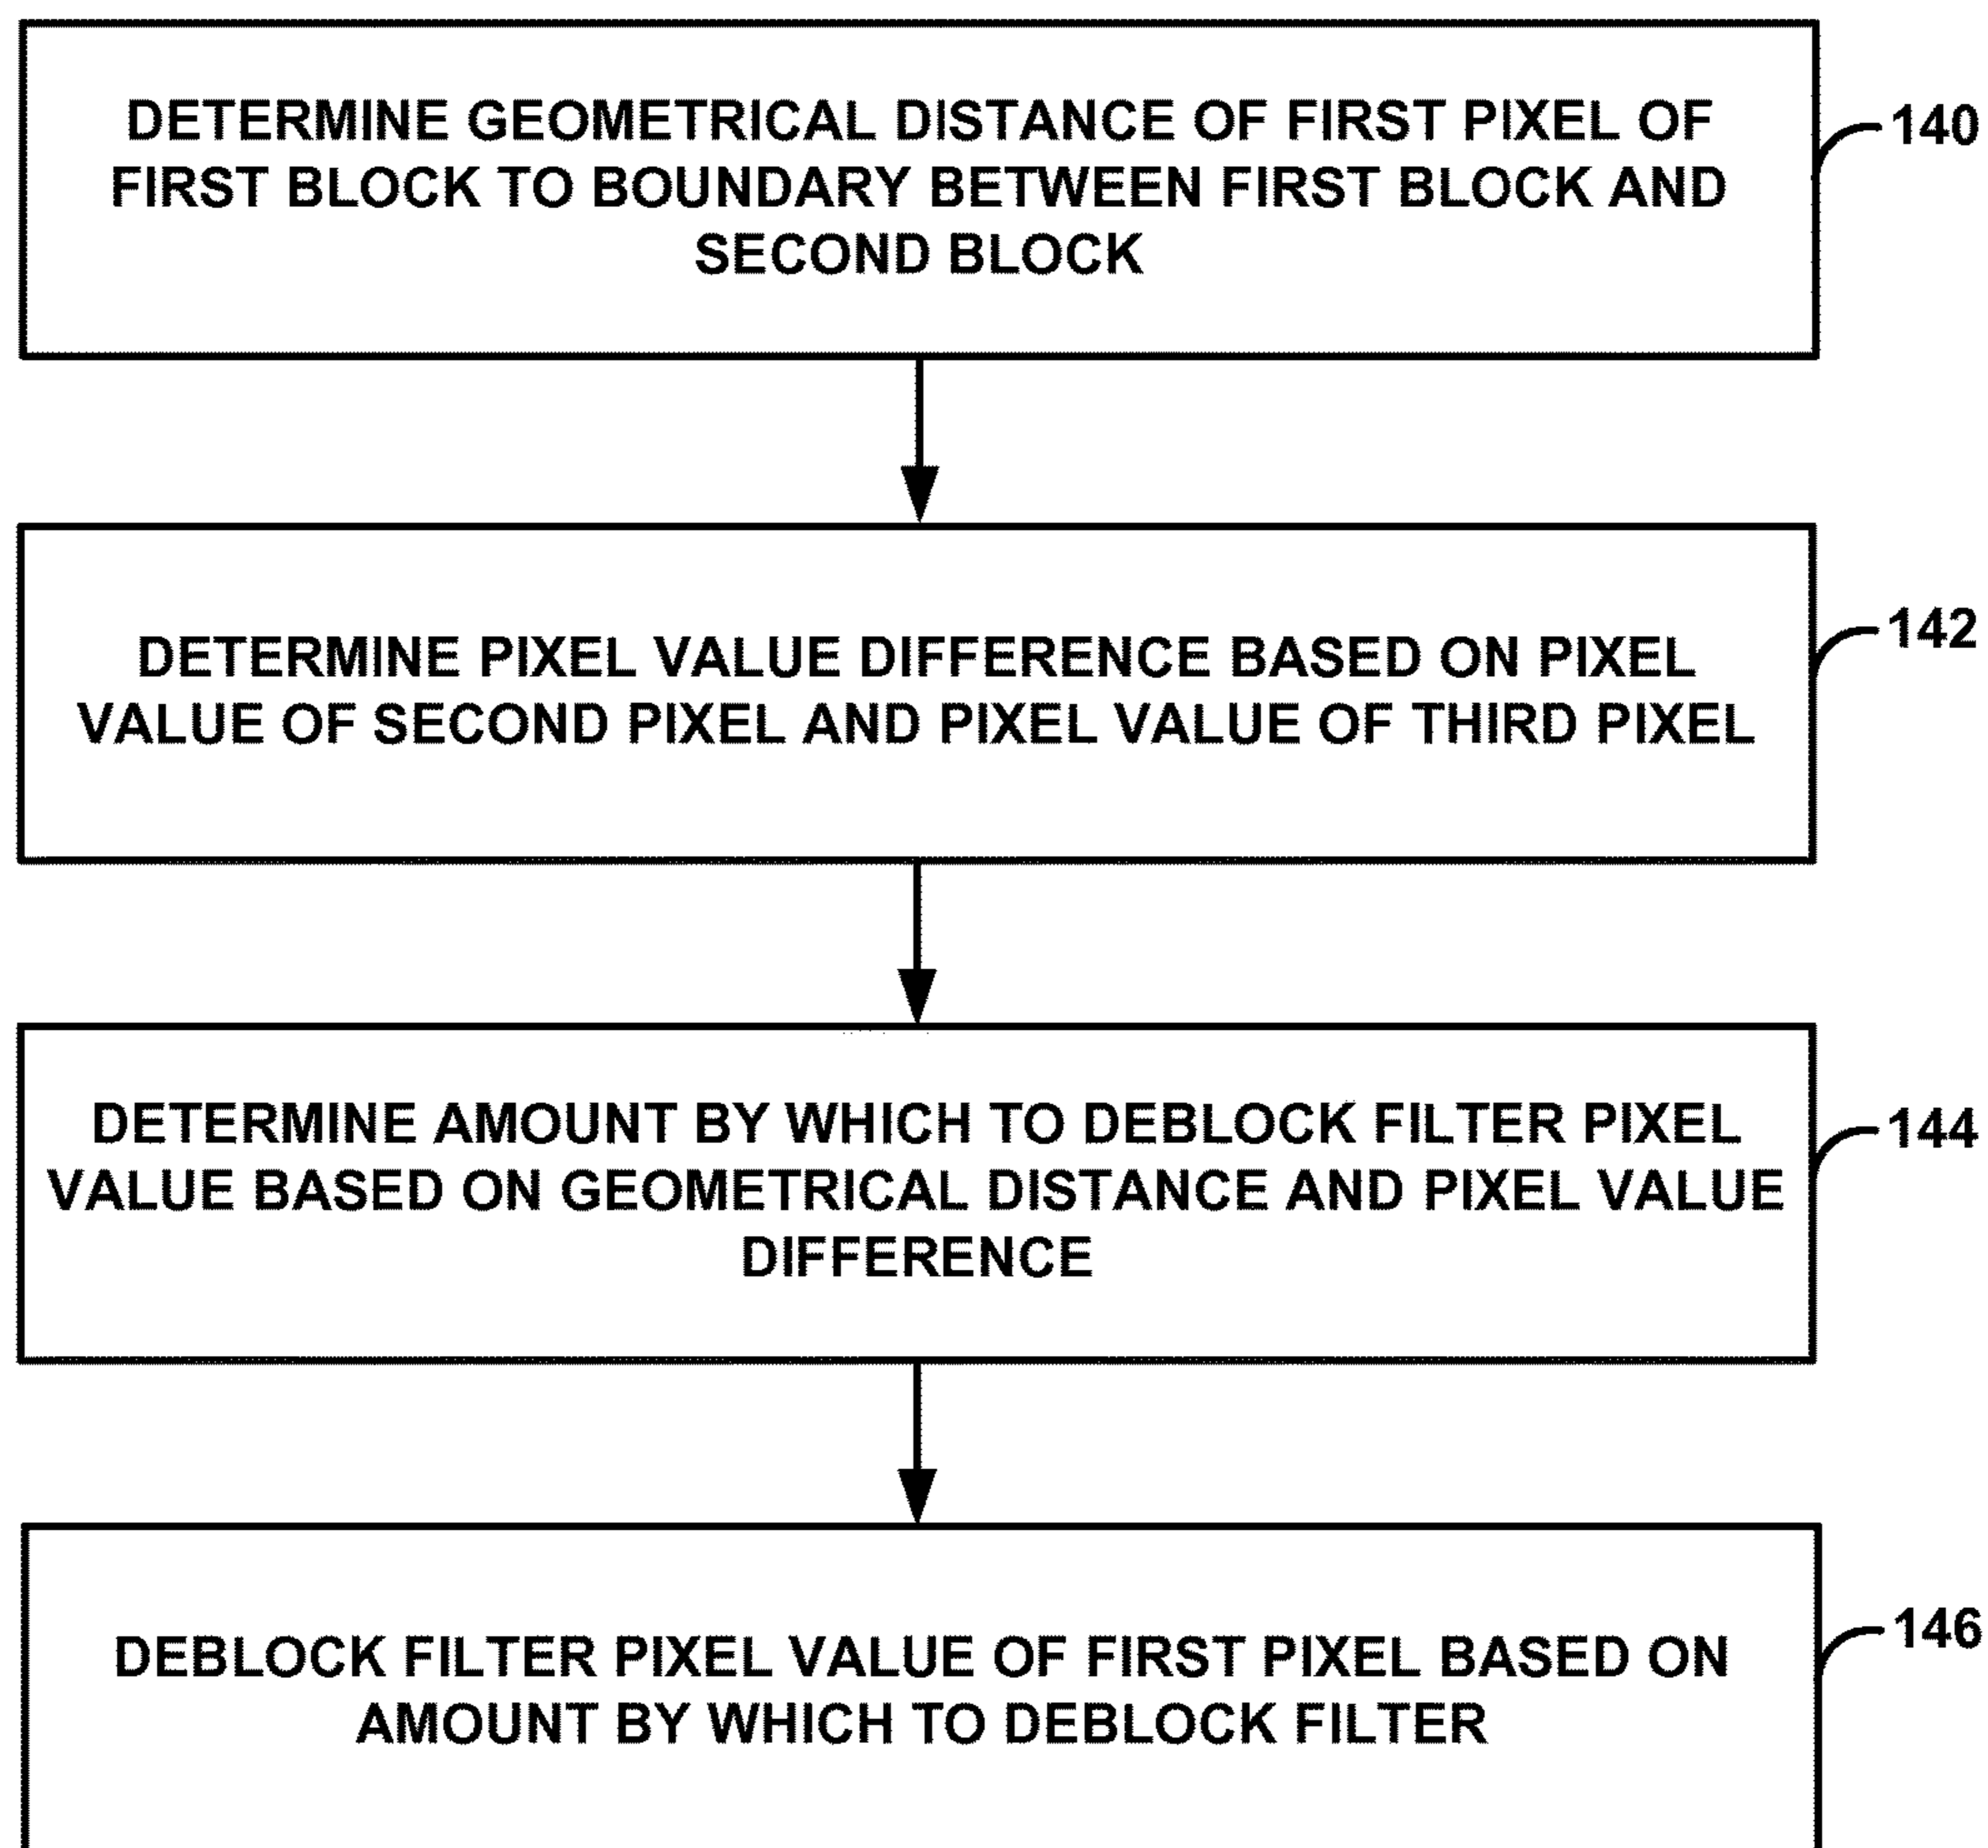 DETERMINE GEOMETRICAL DISTANCE OF FIRST PIXEL OF
FIRST BLOCK TO BOUNDARY BETWEEN FIRST BLOCK AND
SECOND BLOCK
140
DETERMINE PIXEL VALUE DIFFERENCE BASED ON PIXEL
VALUE OF SECOND PIXEL AND PIXEL VALUE OF THIRD PIXEL
142
DETERMINE AMOUNT BY WHICH TO DEBLOCK FILTER PIXEL
VALUE BASED ON GEOMETRICAL DISTANCE AND PIXEL VALUE
DIFFERENCE
144
DEBLOCK FILTER PIXEL VALUE OF FIRST PIXEL BASED ON
AMOUNT BY WHICH TO DEBLOCK FILTER
146